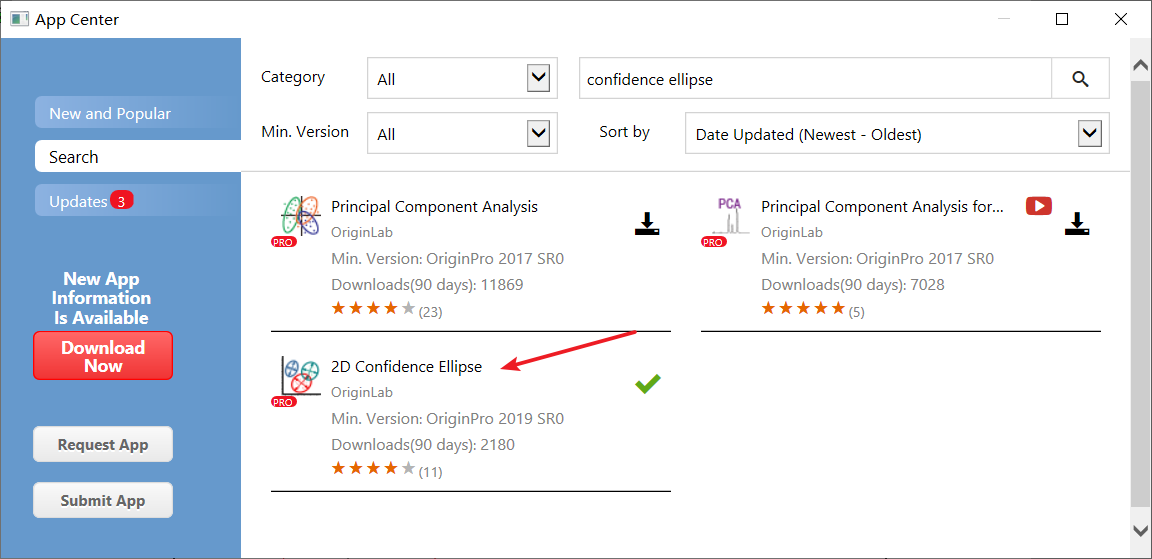 App Center
New and Popular
Search
Updates 3
New App
Information
Is Available
Download
Now
Request App
Submit App
Category
All
confidence ellipse
Min. Version
All
Sort by
Date Updated (Newest - Oldest)
PRO
Principal Component Analysis
OriginLab
Min. Version: OriginPro 2017 SR0
Downloads(90 days): 11869
(23)
PCA
PRO
Principal Component Analysis for...
OriginLab
Min. Version: OriginPro 2017 SR0
Downloads(90 days): 7028
(5)
PRO
2D Confidence Ellipse
OriginLab
Min. Version: OriginPro 2019 SR0
Downloads(90 days): 2180
(11)